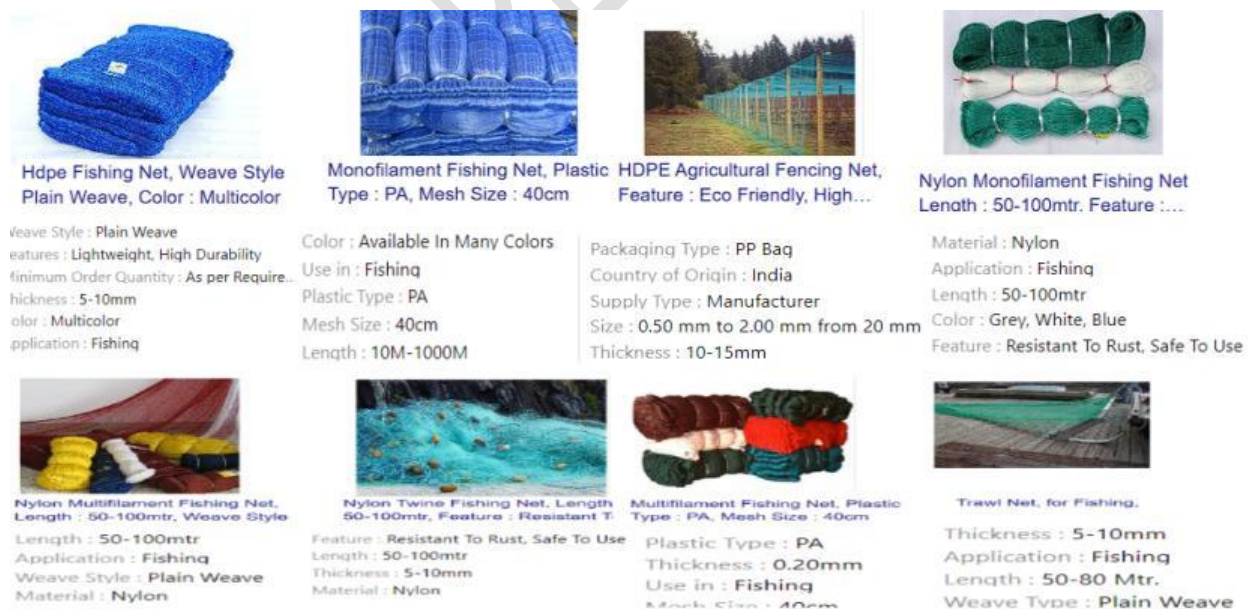 Hdpe Fishing Net, Weave Style
Plain Weave, Color : Multicolor
Weave Style : Plain Weave
eatures : Lightweight, High Durability
Minimum Order Quantity : As per Require..
hickness : 5-10mm
olor : Multicolor
pplication : Fishing
Monofilament Fishing Net, Plastic
Type : PA, Mesh Size : 40cm
Color : Available In Many Colors
Use in : Fishing
Plastic Type : PA
Mesh Size : 40cm
Length : 10M-1000M
HDPE Agricultural Fencing Net,
Feature : Eco Friendly, High...
Packaging Type : PP Bag
Country of Origin : India
Supply Type : Manufacturer
Size : 0.50 mm to 2.00 mm from 20 mm
Thickness : 10-15mm
Nylon Monofilament Fishing Net
Length : 50-100mtr. Feature :...
Material : Nylon
Application : Fishing
Length : 50-100mtr
Color : Grey, White, Blue
Feature : Resistant To Rust, Safe To Use
Nylon Multifilament Fishing Net,
Length : 50-100mtr, Weave Style
Length : 50-100mtr
Application : Fishing
Weave Style : Plain Weave
Material : Nylon
Nylon Twine Fishing Net, Length
50-100mtr, Feature : Resistant T
Feature : Resistant To Rust, Safe To Use
Length : 50-100mtr
Thickness : 5-10mm
Material : Nylon
Multifilament Fishing Net, Plastic
Type : PA, Mesh Size : 40cm
Plastic Type : PA
Thickness : 0.20mm
Use in : Fishing
Mesh Size : 40cm
Trawl Net, for Fishing,
Thickness : 5-10mm
Application : Fishing
Length : 50-80 Mtr.
Weave Type : Plain Weave